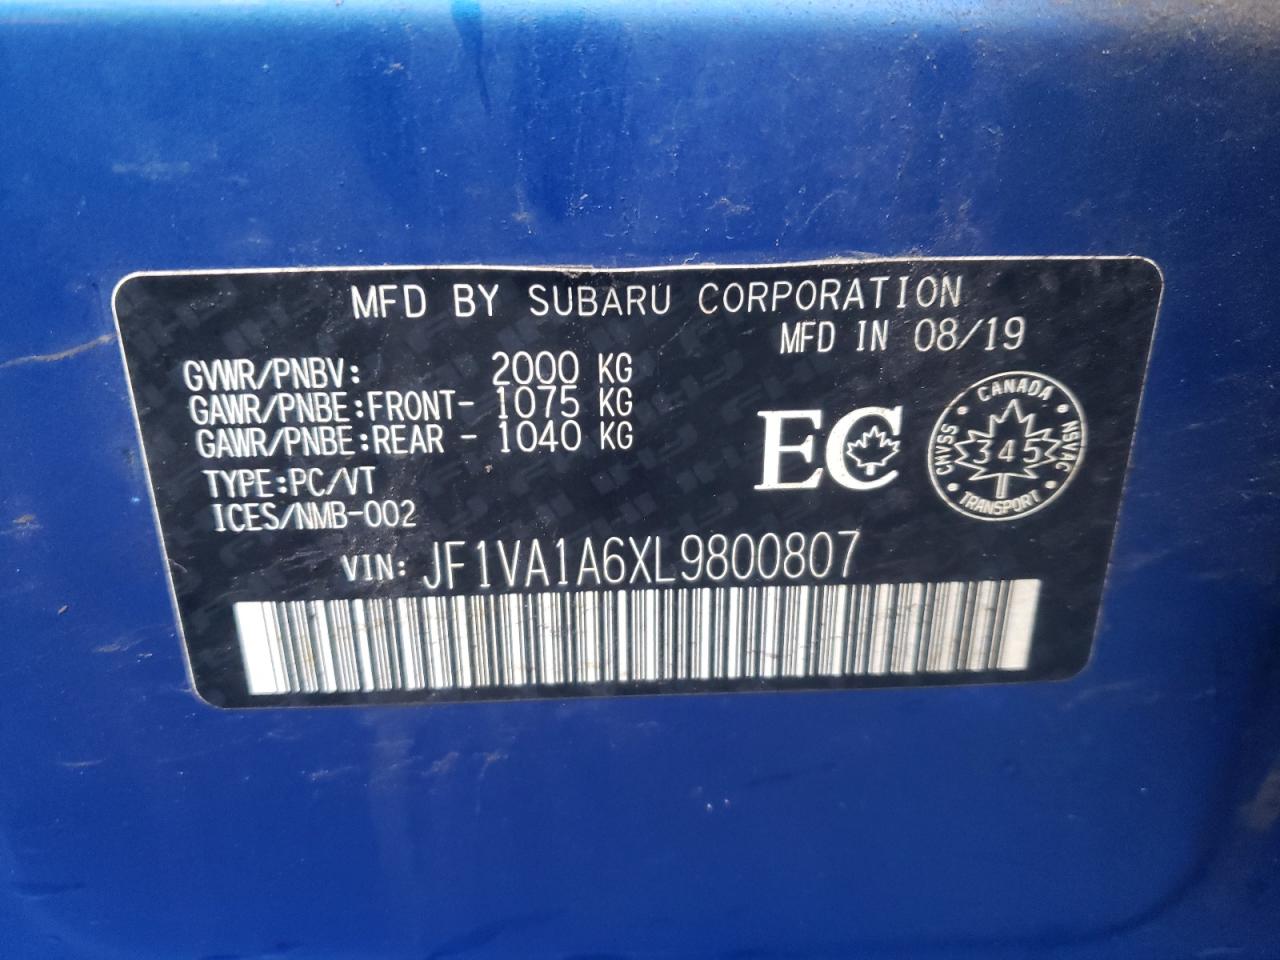 MFD BY SUBARU CORPORATION
MFD IN 08/19
GVWR/PNBV: 2000 KG
GAWR/PNBE:FRONT- 1075 KG
GAWR/PNBE:REAR - 1040 KG
TYPE:PC/VT
ICES/NMB-002
EC
CANADA
CMVSS
345
NSVAC
TRANSPORT
VIN: JF1VA1A6XL9800807